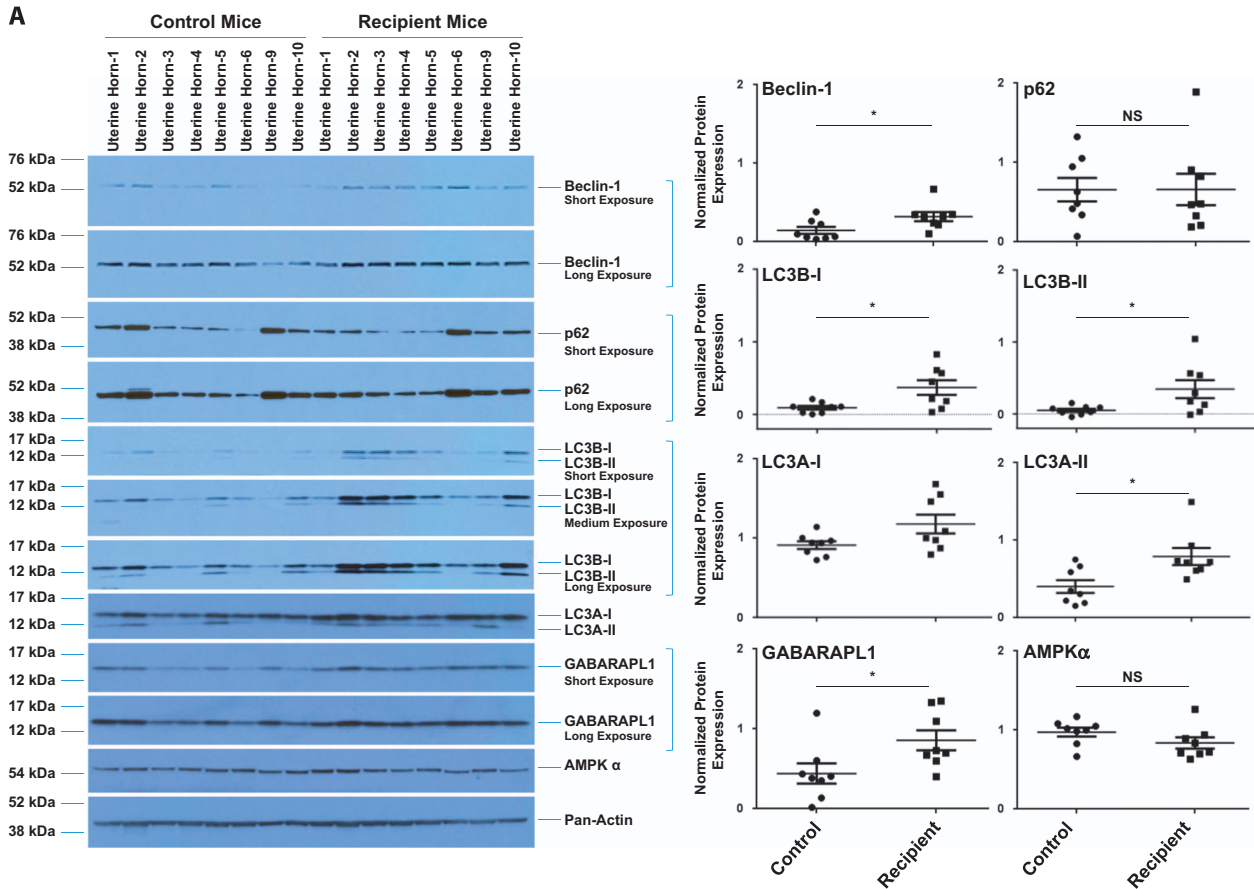 A
Control Mice
Recipient Mice
Uterine Horn-1
Uterine Horn-2
Uterine Horn-3
Uterine Horn-4
Uterine Horn-5
Uterine Horn-6
Uterine Horn-9
Uterine Horn-10
Uterine Horn-1
Uterine Horn-2
Uterine Horn-3
Uterine Horn-4
Uterine Horn-5
Uterine Horn-6
Uterine Horn-9
Uterine Horn-10
76 kDa
52 kDa
Beclin-1
Short Exposure
76 kDa
52 kDa
Beclin-1
Long Exposure
52 kDa
38 kDa
p62
Short Exposure
52 kDa
38 kDa
p62
Long Exposure
17 kDa
12 kDa
LC3B-I
LC3B-II
Short Exposure
17 kDa
12 kDa
LC3B-I
LC3B-II
Medium Exposure
17 kDa
12 kDa
LC3B-I
LC3B-II
Long Exposure
17 kDa
12 kDa
LC3A-I
LC3A-II
17 kDa
12 kDa
GABARAPL1
Short Exposure
17 kDa
12 kDa
GABARAPL1
Long Exposure
54 kDa
AMPK α
52 kDa
38 kDa
Pan-Actin
Normalized Protein
Expression
2
1
0
Beclin-1
*
2
1
0
p62
NS
Normalized Protein
Expression
2
1
0
LC3B-I
*
2
1
0
LC3B-II
*
Normalized Protein
Expression
2
1
0
LC3A-I
2
1
0
LC3A-II
*
Normalized Protein
Expression
2
1
0
GABARAPL1
*
2
1
0
AMPKα
NS
Control
Recipient
Control
Recipient